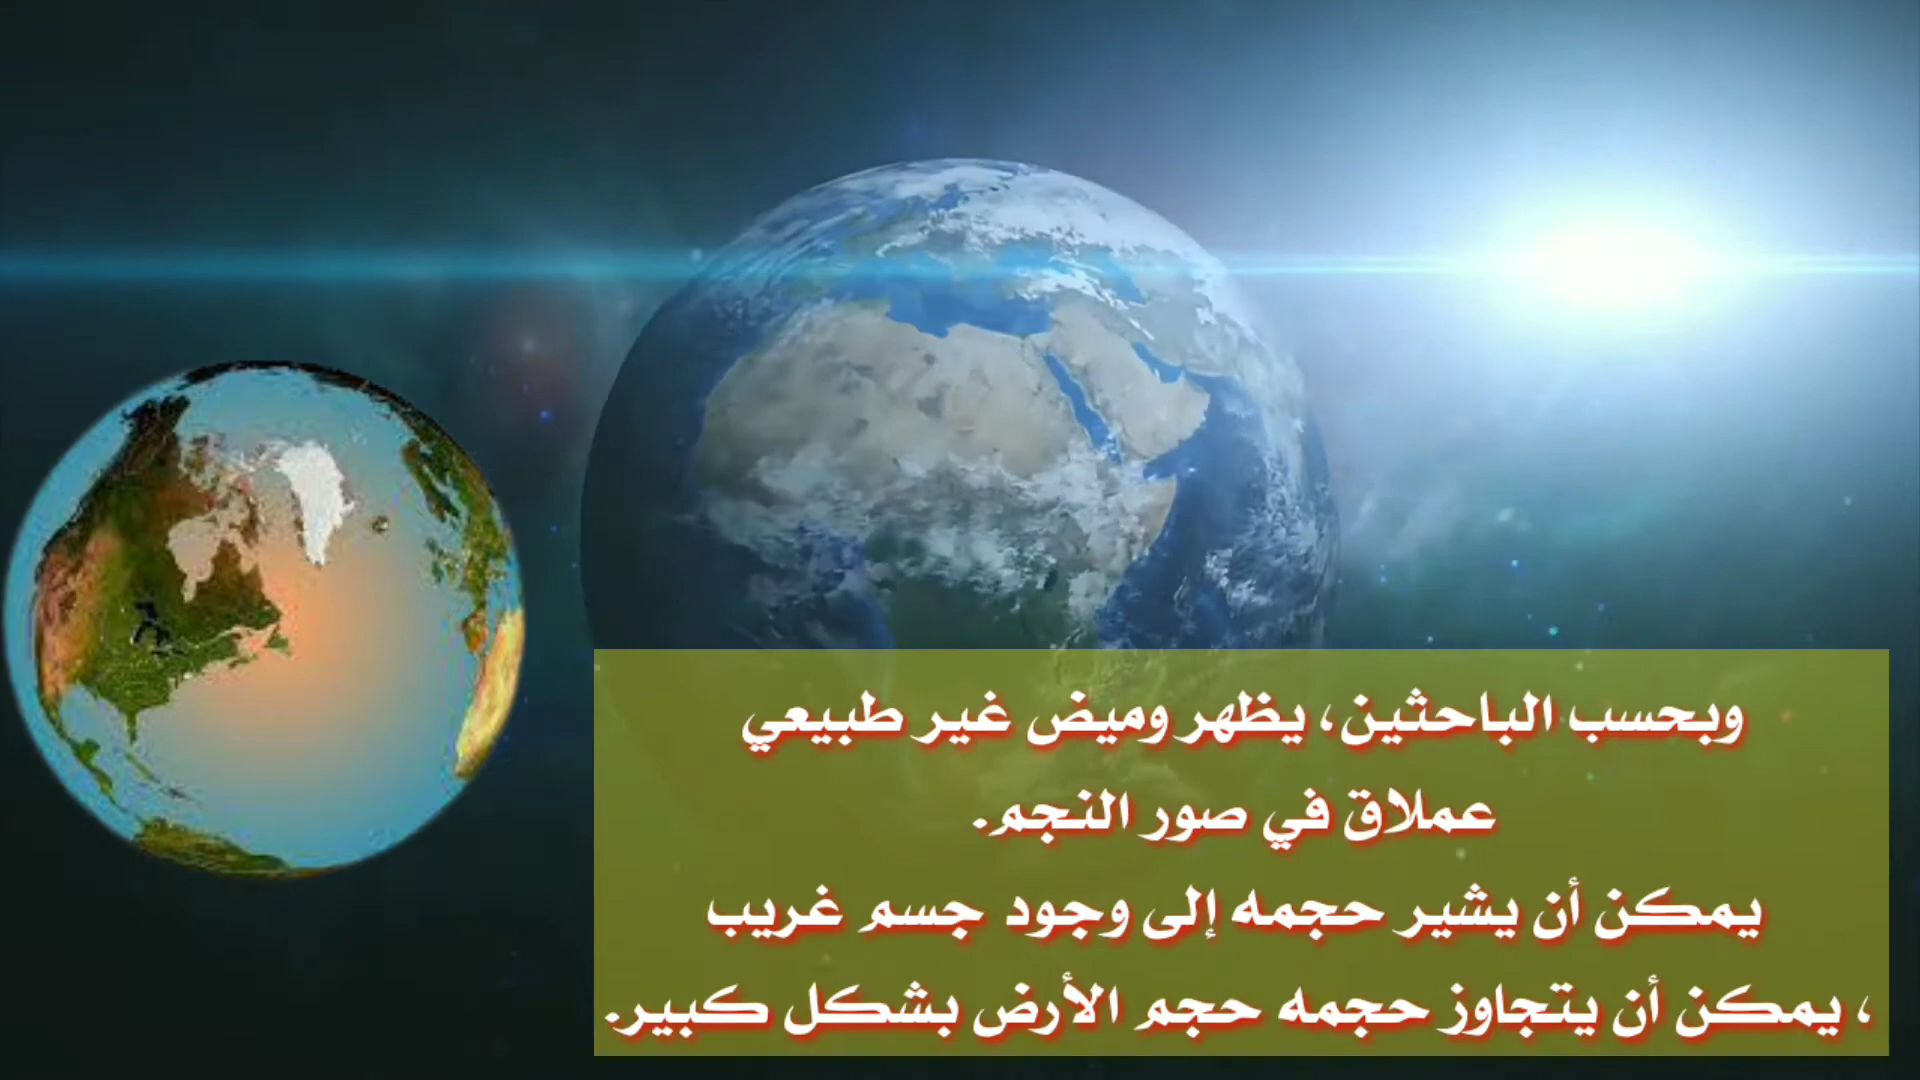 وبحسب الباحثين، يظهر وميض غير طبيعي
عملاق في صور النجم.
يمكن أن يشير حجمه إلى وجود جسم غريب
، يمكن أن يتجاوز حجمه حجم الأرض بشكل كبير.